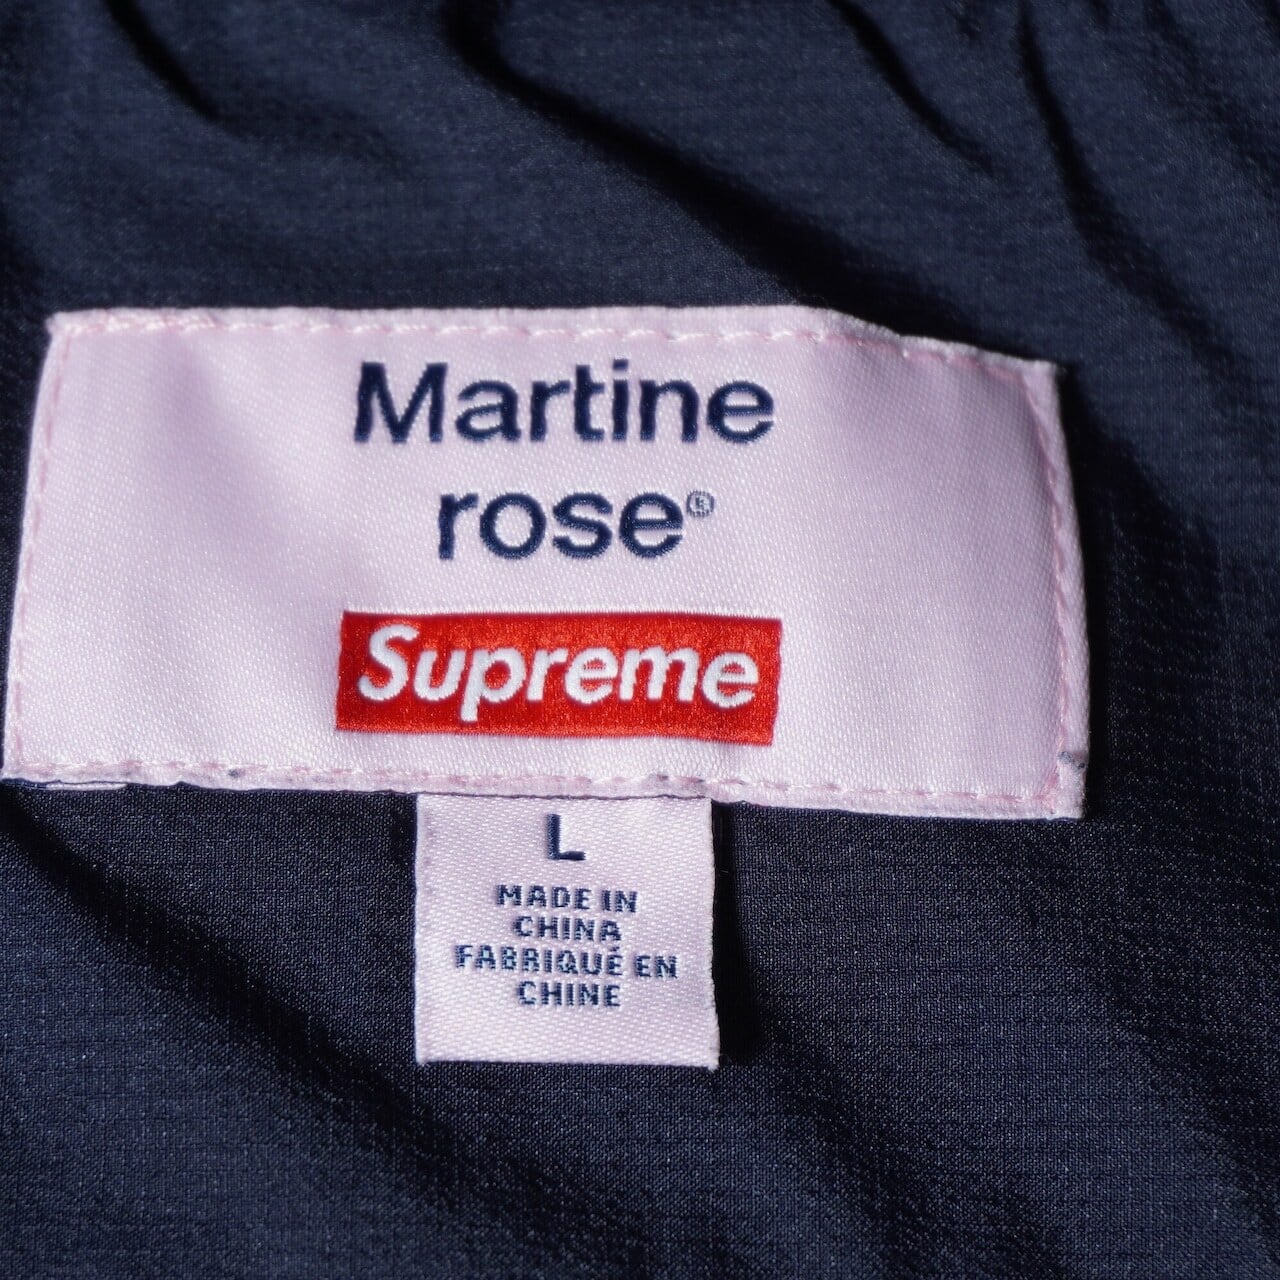 Martine
rose®
Supreme
L
MADE IN
CHINA
FABRIQUÉ EN
CHINE